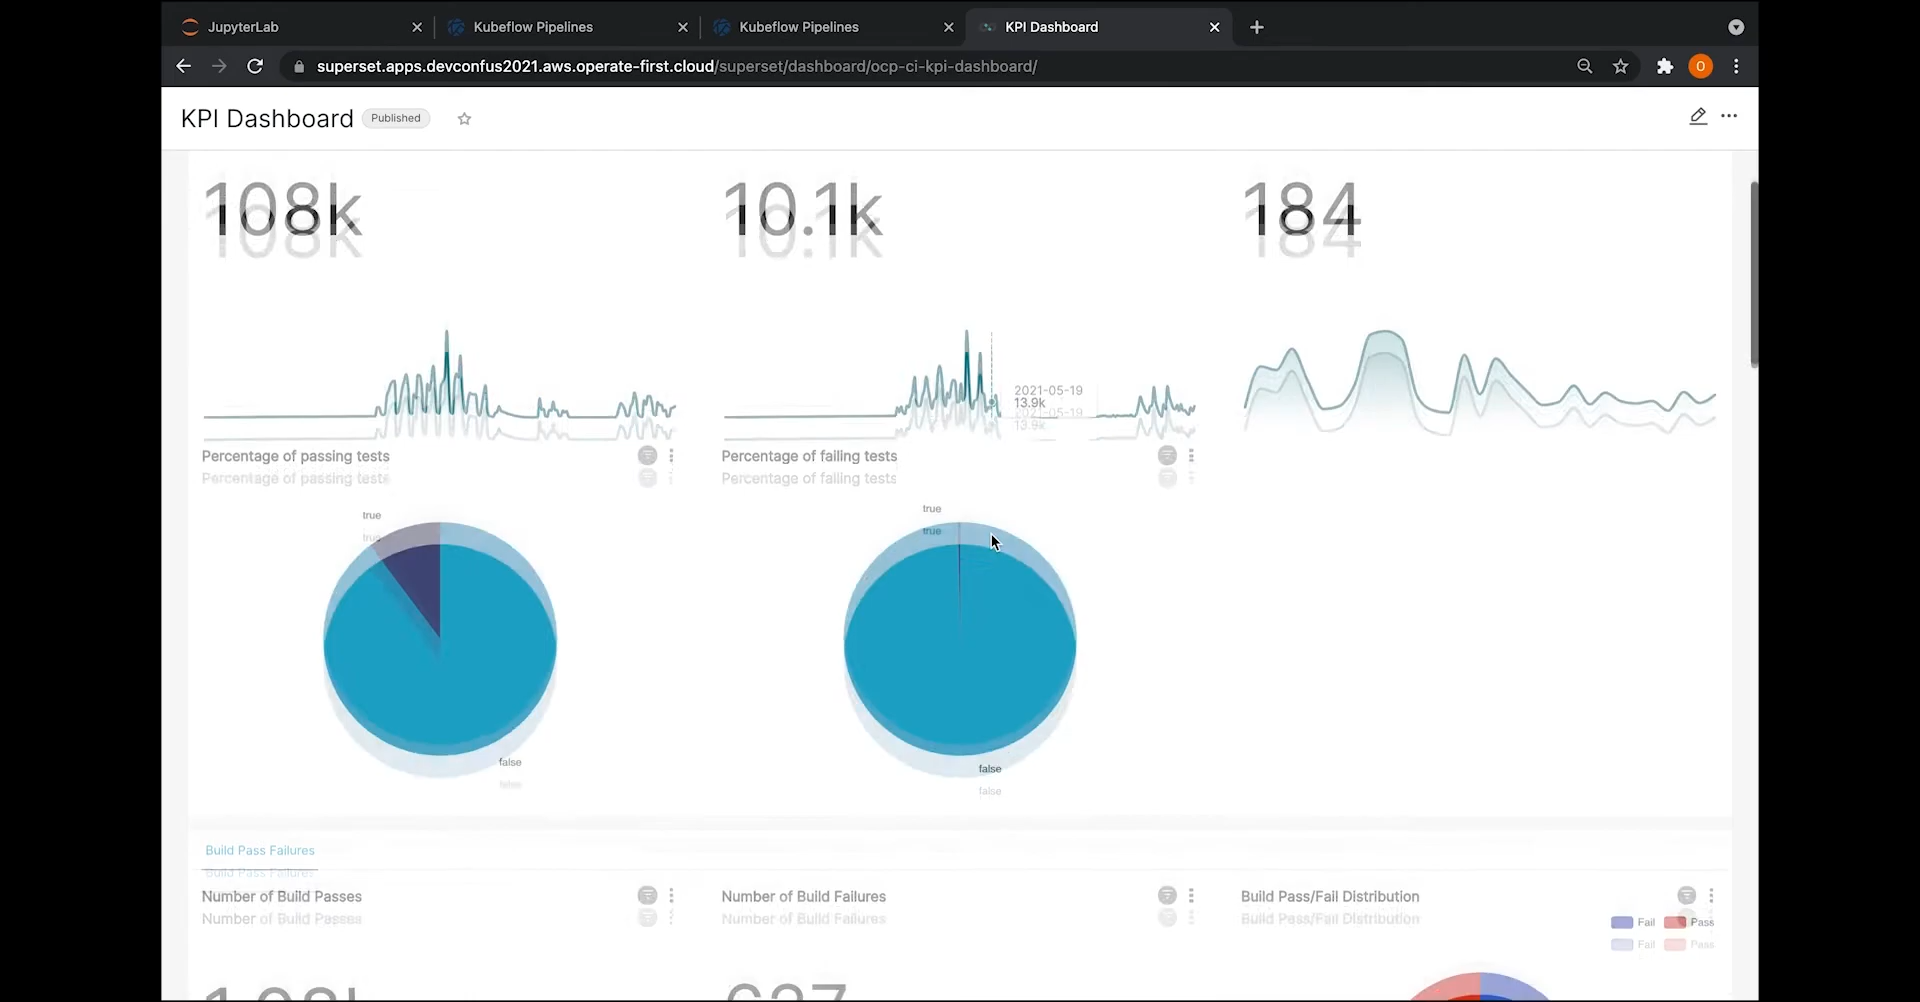 JupyterLab
Kubeflow Pipelines
Kubeflow Pipelines
KPI Dashboard
superset.apps.devconfus2021.aws.operate-first.cloud/superset/dashboard/ocp-ci-kpi-dashboard/
O
KPI Dashboard
Published
108k
10.1k
184
2021-05-19
13.9k
Percentage of passing tests
Percentage of failing tests
true
false
true
false
Build Pass Failures
Number of Build Passes
Number of Build Failures
Build Pass/Fail Distribution
Fail
Pass